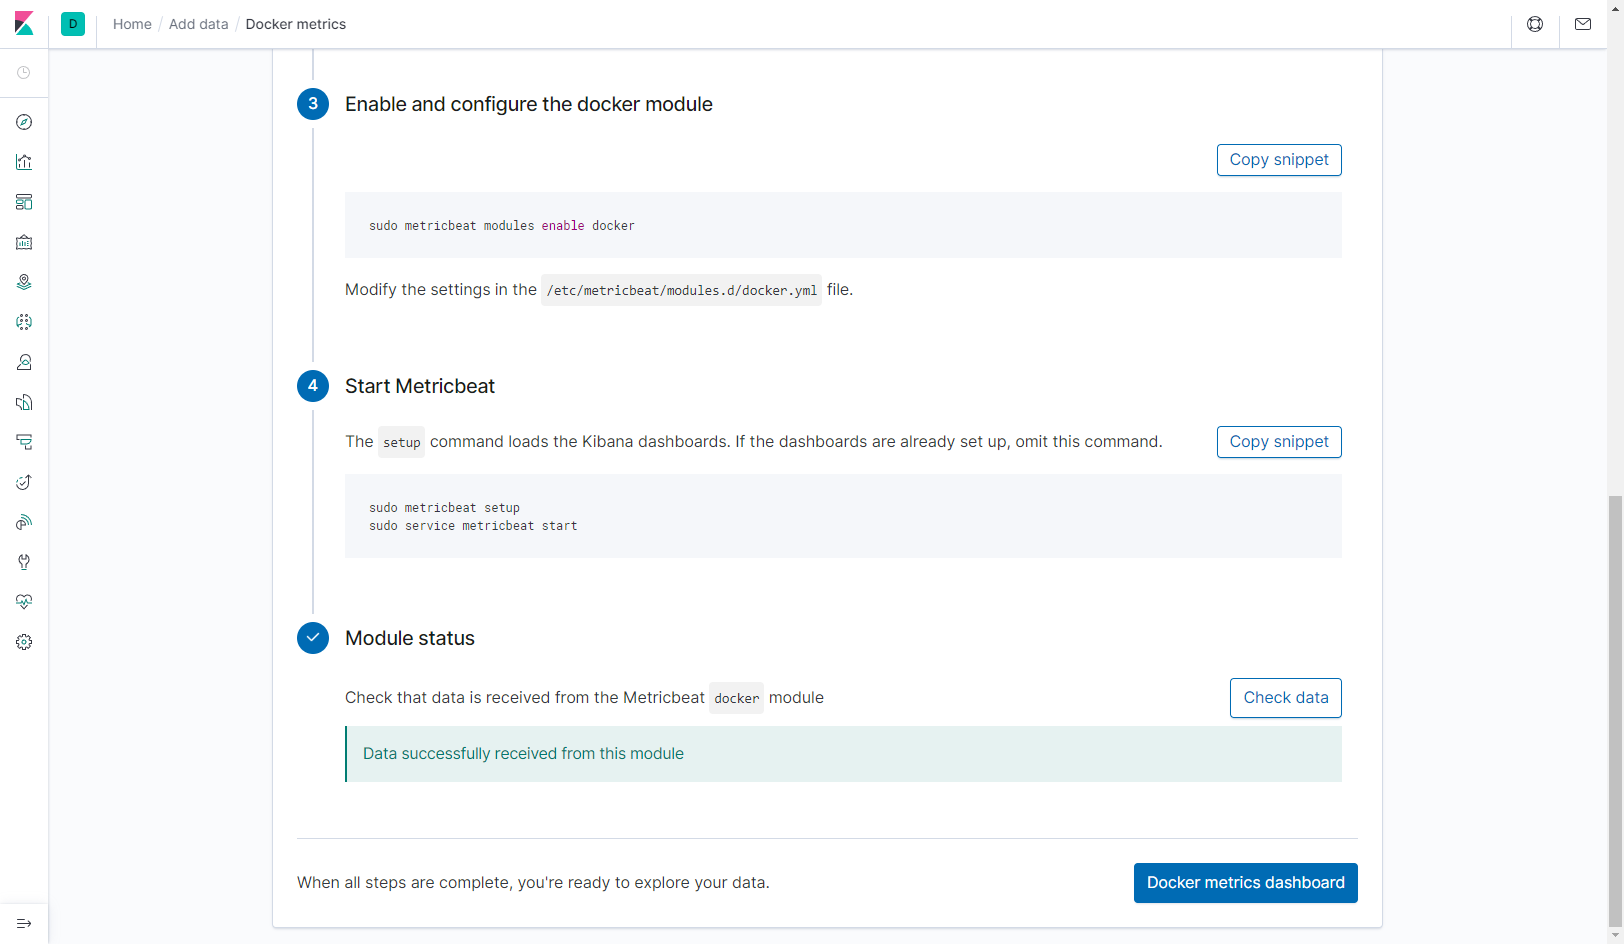 D
Home / Add data / Docker metrics
3 Enable and configure the docker module
Copy snippet
sudo metricbeat modules enable docker
Modify the settings in the /etc/metricbeat/modules.d/docker.yml file.
4 Start Metricbeat
The setup command loads the Kibana dashboards. If the dashboards are already set up, omit this command.
Copy snippet
sudo metricbeat setup
sudo service metricbeat start
Module status
Check that data is received from the Metricbeat docker module
Check data
Data successfully received from this module
When all steps are complete, you're ready to explore your data.
Docker metrics dashboard